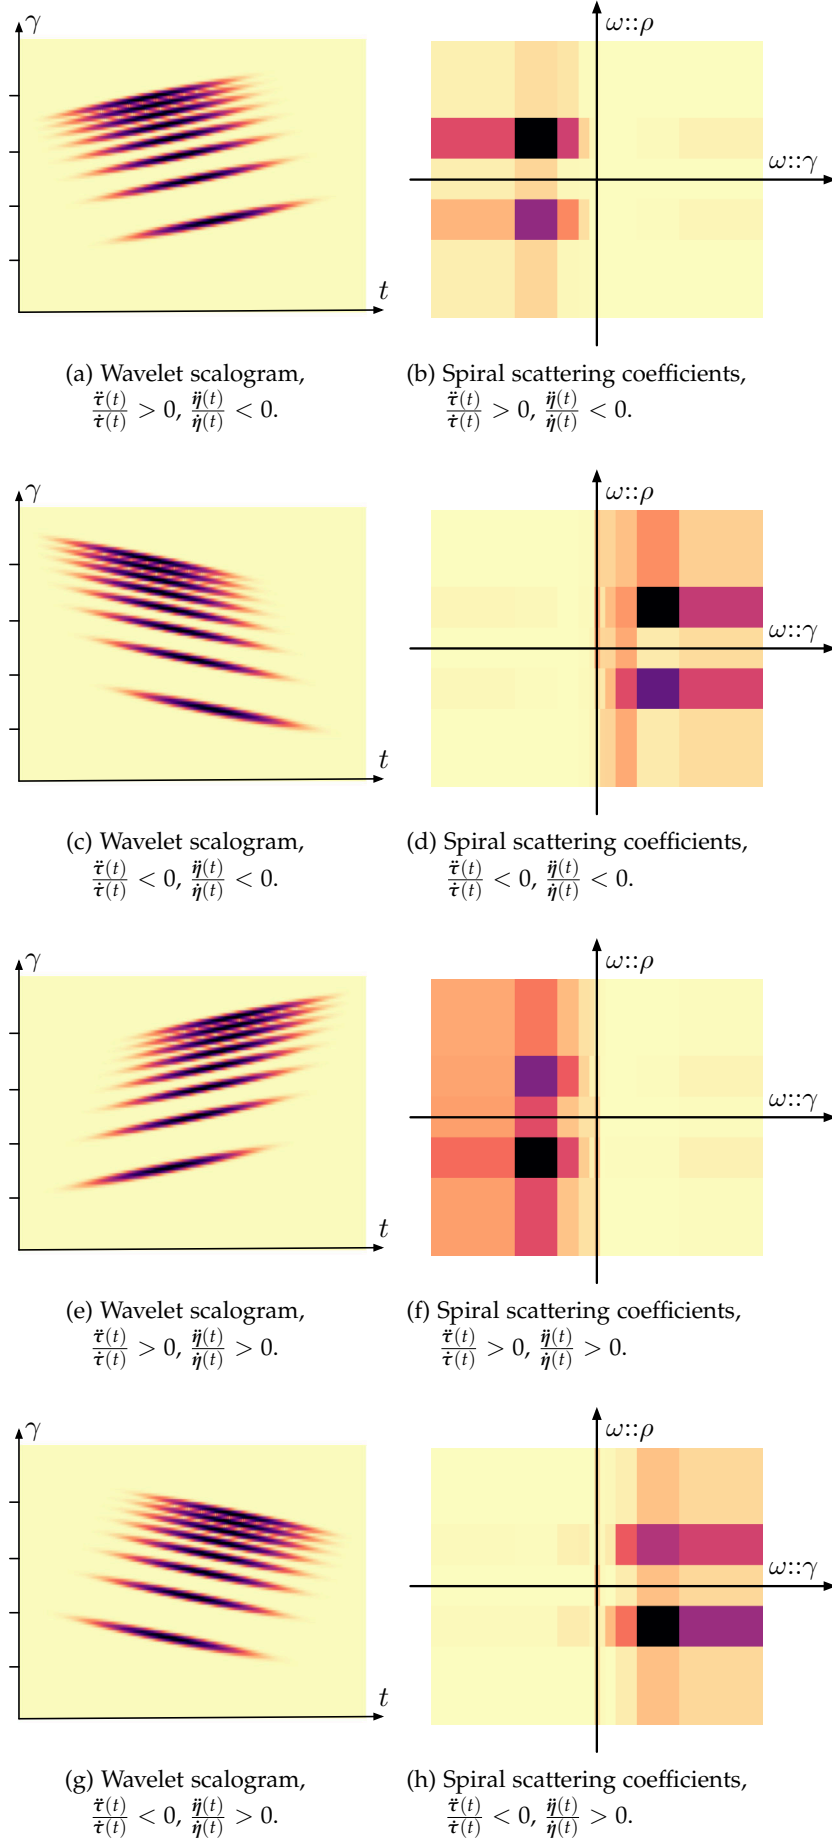 γ
t
ω::ρ
ω::γ
(a) Wavelet scalogram,
τ̈(t)/τ̇(t) > 0, η̈(t)/η̇(t) < 0.
(b) Spiral scattering coefficients,
τ̈(t)/τ̇(t) > 0, η̈(t)/η̇(t) < 0.
γ
t
ω::ρ
ω::γ
(c) Wavelet scalogram,
τ̈(t)/τ̇(t) < 0, η̈(t)/η̇(t) < 0.
(d) Spiral scattering coefficients,
τ̈(t)/τ̇(t) < 0, η̈(t)/η̇(t) < 0.
γ
t
ω::ρ
ω::γ
(e) Wavelet scalogram,
τ̈(t)/τ̇(t) > 0, η̈(t)/η̇(t) > 0.
(f) Spiral scattering coefficients,
τ̈(t)/τ̇(t) > 0, η̈(t)/η̇(t) > 0.
γ
t
ω::ρ
ω::γ
(g) Wavelet scalogram,
τ̈(t)/τ̇(t) < 0, η̈(t)/η̇(t) > 0.
(h) Spiral scattering coefficients,
τ̈(t)/τ̇(t) < 0, η̈(t)/η̇(t) > 0.